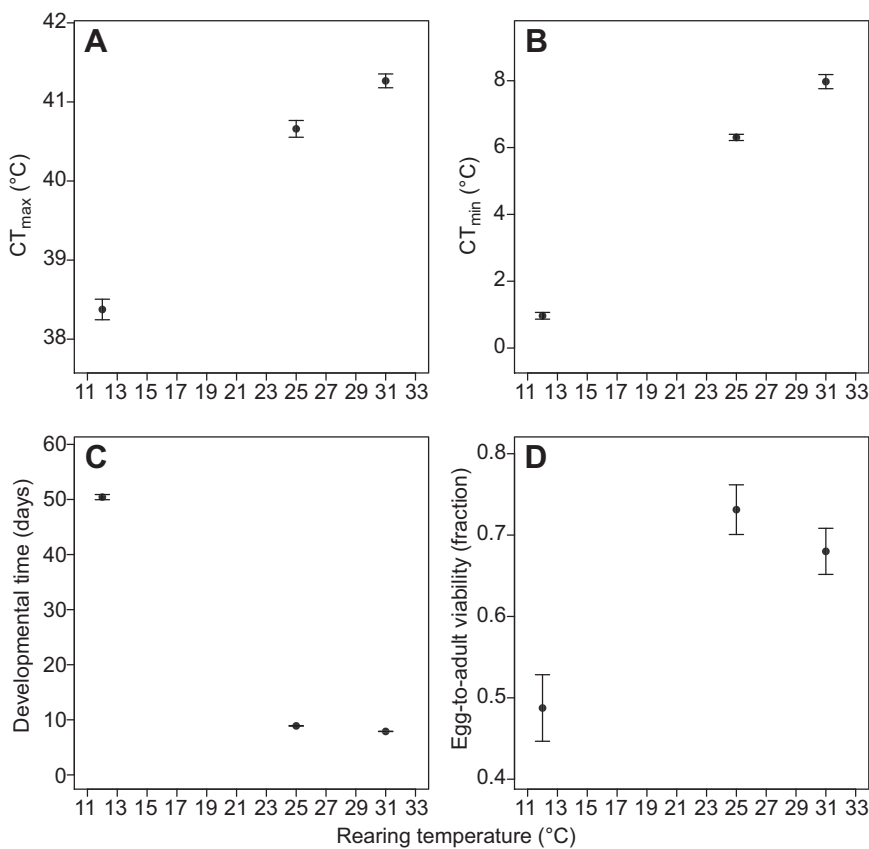 A
42
41
40
39
38
CTmax (°C)
11 13 15 17 19 21 23 25 27 29 31 33
B
8
6
4
2
0
CTmin (°C)
11 13 15 17 19 21 23 25 27 29 31 33
C
60
50
40
30
20
10
0
Developmental time (days)
11 13 15 17 19 21 23 25 27 29 31 33
D
0.8
0.7
0.6
0.5
0.4
Egg-to-adult viability (fraction)
11 13 15 17 19 21 23 25 27 29 31 33
Rearing temperature (°C)